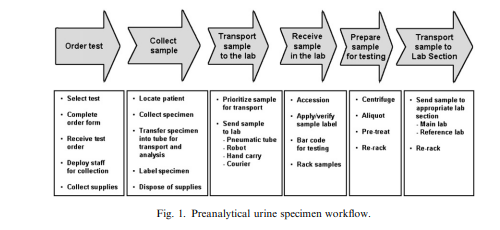 Order test
Collect
sample
Transport
sample
to the lab
Receive
sample
in the lab
Prepare
sample
for testing
Transport
sample to
Lab Section
• Select test
• Complete
order form
• Receive test
order
• Deploy staff
for collection
• Collect supplies
• Locate patient
• Collect specimen
• Transfer specimen
into tube for
transport and
analysis
• Label specimen
• Dispose of supplies
• Prioritize sample
for transport
• Send sample
to lab
- Pneumatic tube
- Robot
- Hand carry
- Courier
• Accession
• Apply/verify
sample label
• Bar code
for testing
• Rack samples
• Centrifuge
• Aliquot
• Pre-treat
• Re-rack
• Send sample to
appropriate lab
section
- Main lab
- Reference lab
• Re-rack
Fig. 1. Preanalytical urine specimen workflow.